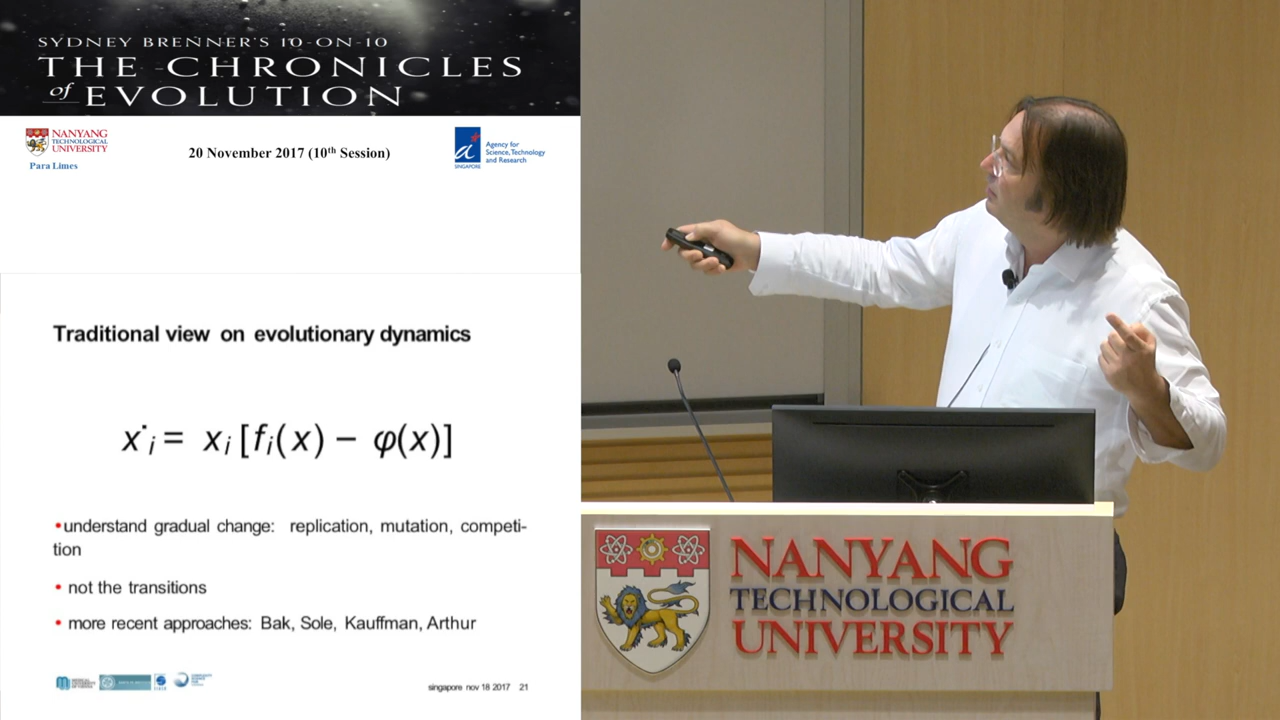 SYDNEY BRENNER'S 10-ON-10
THE CHRONICLES
of EVOLUTION
NANYANG
TECHNOLOGICAL
UNIVERSITY
Para Limes
20 November 2017 (10th Session)
SINGAPORE
Agency for
Science, Technology
and Research
Traditional view on evolutionary dynamics
ẋi = xi [fi(x) − φ(x)]
•understand gradual change: replication, mutation, competi-
tion
• not the transitions
• more recent approaches: Bak, Sole, Kauffman, Arthur
singapore nov 18 2017 21
NANYANG
TECHNOLOGICAL
UNIVERSITY